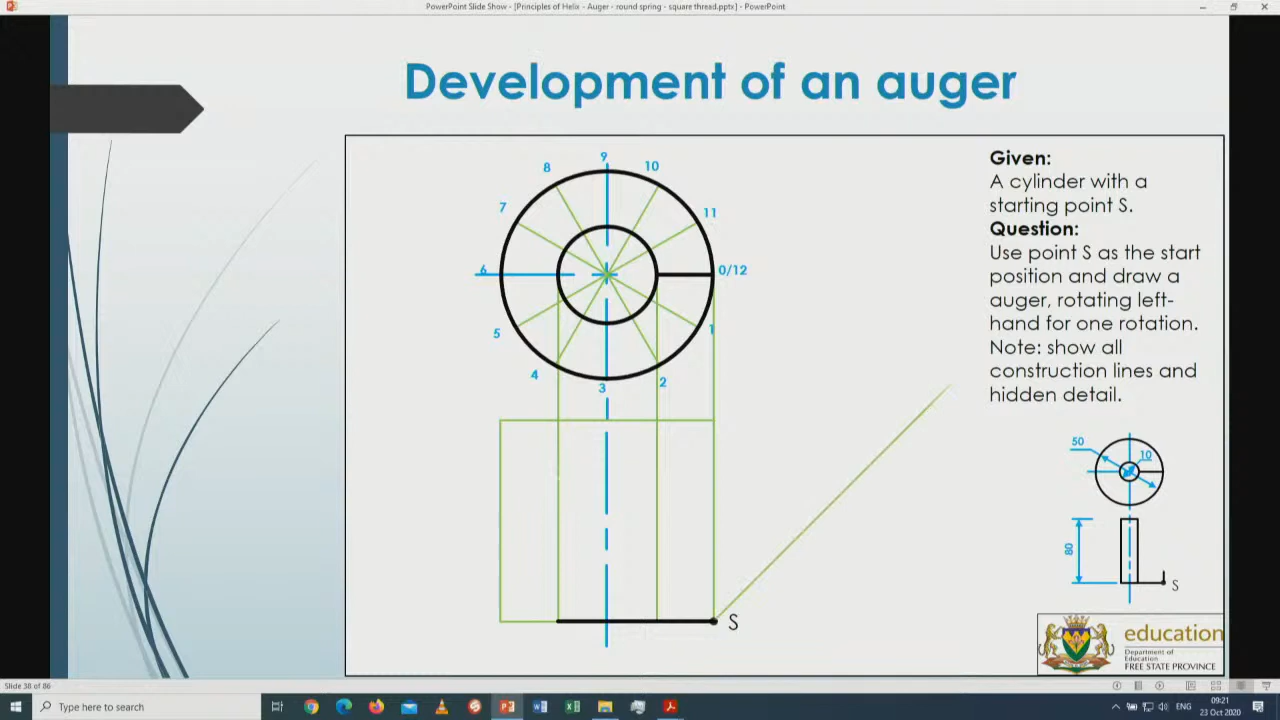 PowerPoint Slide Show - [Principles of Helix - Auger - round spring - square thread.pptx] - PowerPoint
Development of an auger
Given:
A cylinder with a
starting point S.
Question:
Use point S as the start
position and draw a
auger, rotating left-
hand for one rotation.
Note: show all
construction lines and
hidden detail.
9
8
10
7
11
6
0/12
5
1
4
3
2
S
50
10
80
S
education
Department of
Education
FREE STATE PROVINCE
Slide 38 of 86
Type here to search
ENG
09:21
23 Oct 2020